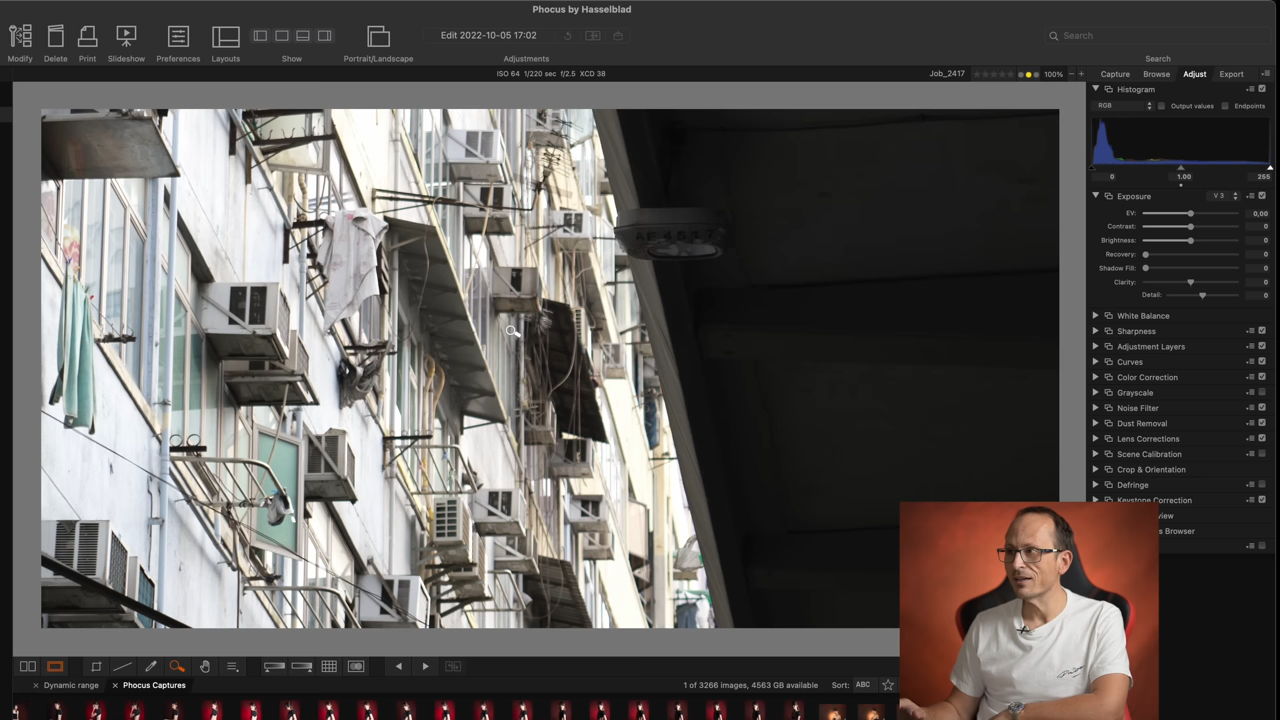 Phocus by Hasselblad
Edit 2022-10-05 17:02
Search
Modify Delete Print Slideshow Preferences Layouts Show Portrait/Landscape Adjustments Search
ISO 64 1/220 sec f/2.5 XCD 38
Job_2417
100%
Capture Browse Adjust Export
Histogram
RGB Output values Endpoints
0 1.00 255
Exposure V 3
EV: 0,00
Contrast: 0
Brightness: 0
Recovery: 0
Shadow Fill: 0
Clarity: 0
Detail: 0
White Balance
Sharpness
Adjustment Layers
Curves
Color Correction
Grayscale
Noise Filter
Dust Removal
Lens Corrections
Scene Calibration
Crop & Orientation
Defringe
Keystone Correction
view
s Browser
AE4517
Dynamic range
Phocus Captures
1 of 3266 images, 4563 GB available
Sort: ABC